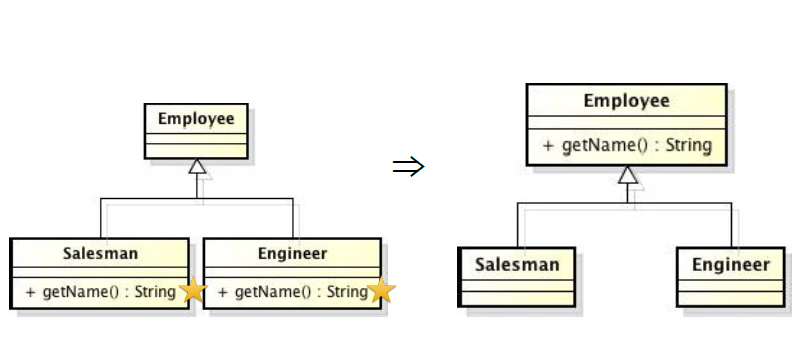 Employee
Salesman
+ getName() : String
Engineer
+ getName() : String
⇒
Employee
+ getName() : String
Salesman
Engineer